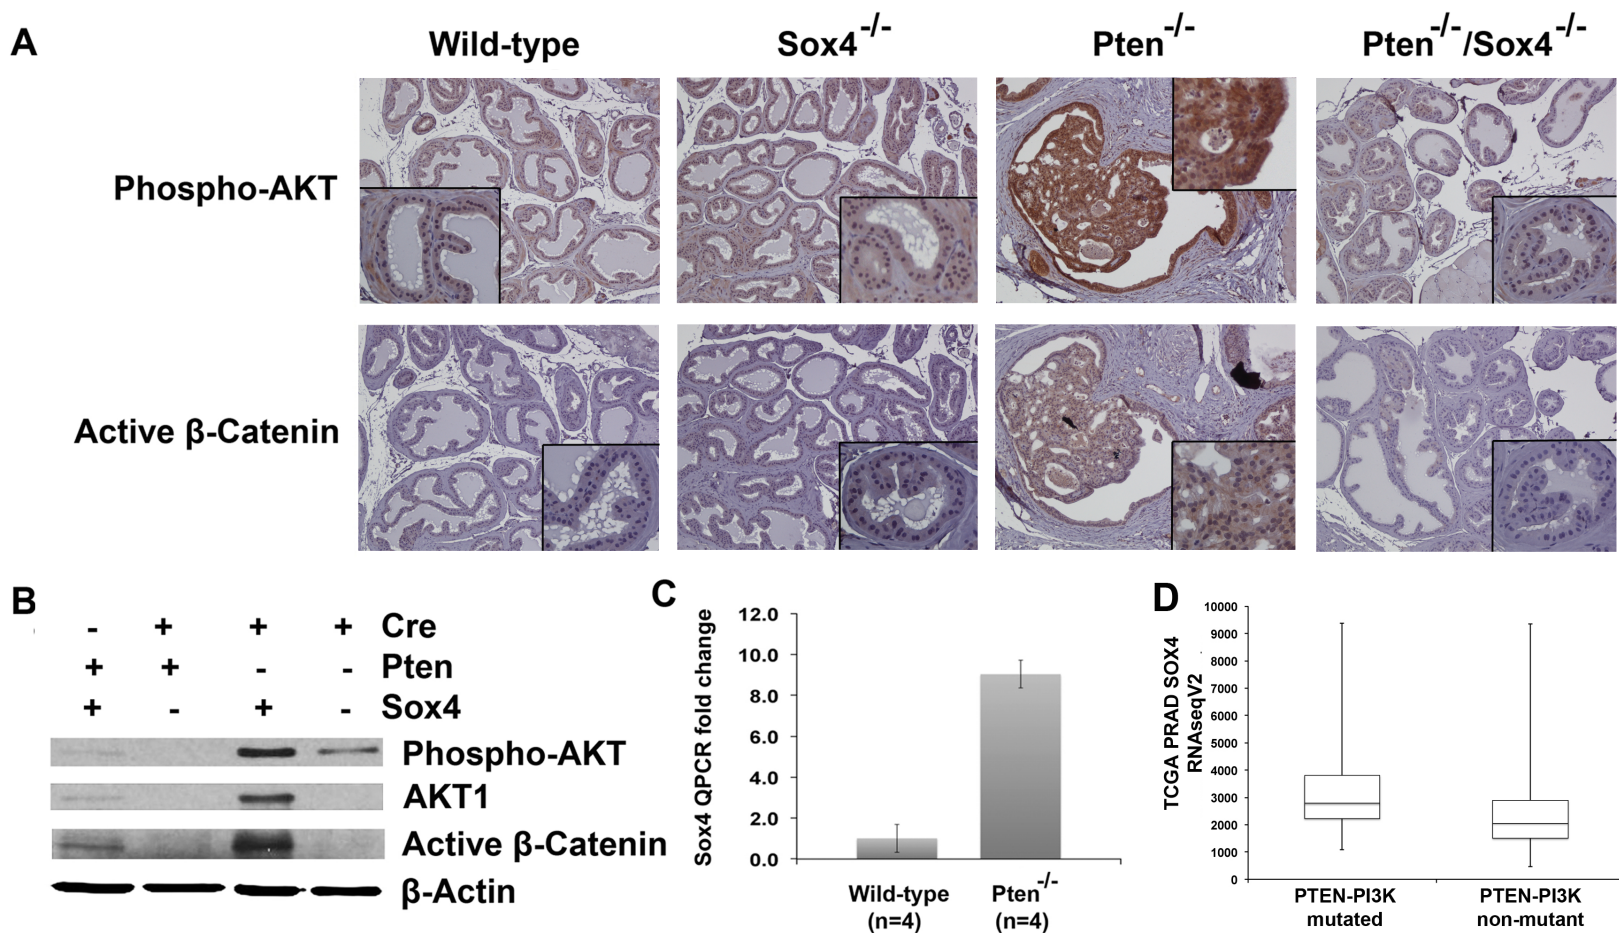 A
Wild-type
Sox4-/-
Pten-/-
Pten-/-/Sox4-/-
Phospho-AKT
Active β-Catenin
B
- + + + Cre
+ + - - Pten
+ - + - Sox4
Phospho-AKT
AKT1
Active β-Catenin
β-Actin
C
Sox4 QPCR fold change
12.0
10.0
8.0
6.0
4.0
2.0
0.0
Wild-type
(n=4)
Pten-/-
(n=4)
D
TCGA PRAD SOX4
RNAseqV2
10000
9000
8000
7000
6000
5000
4000
3000
2000
1000
0
PTEN-PI3K
mutated
PTEN-PI3K
non-mutant